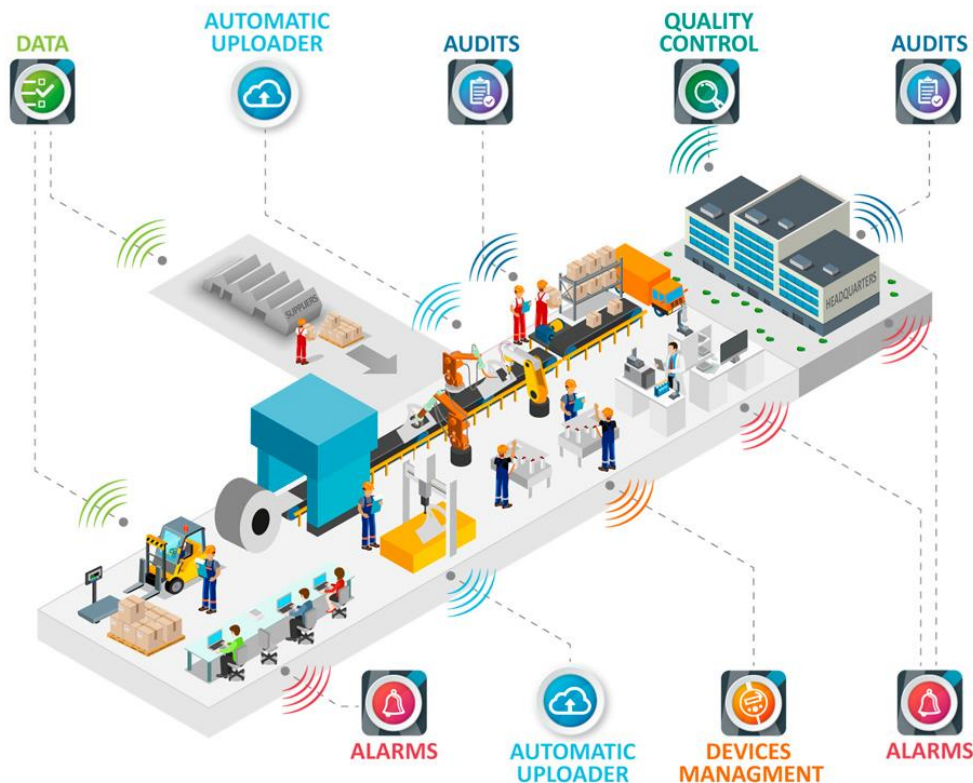 DATA
AUTOMATIC
UPLOADER
AUDITS
QUALITY
CONTROL
AUDITS
SUPPLIERS
HEADQUARTERS
ALARMS
AUTOMATIC
UPLOADER
DEVICES
MANAGMENT
ALARMS